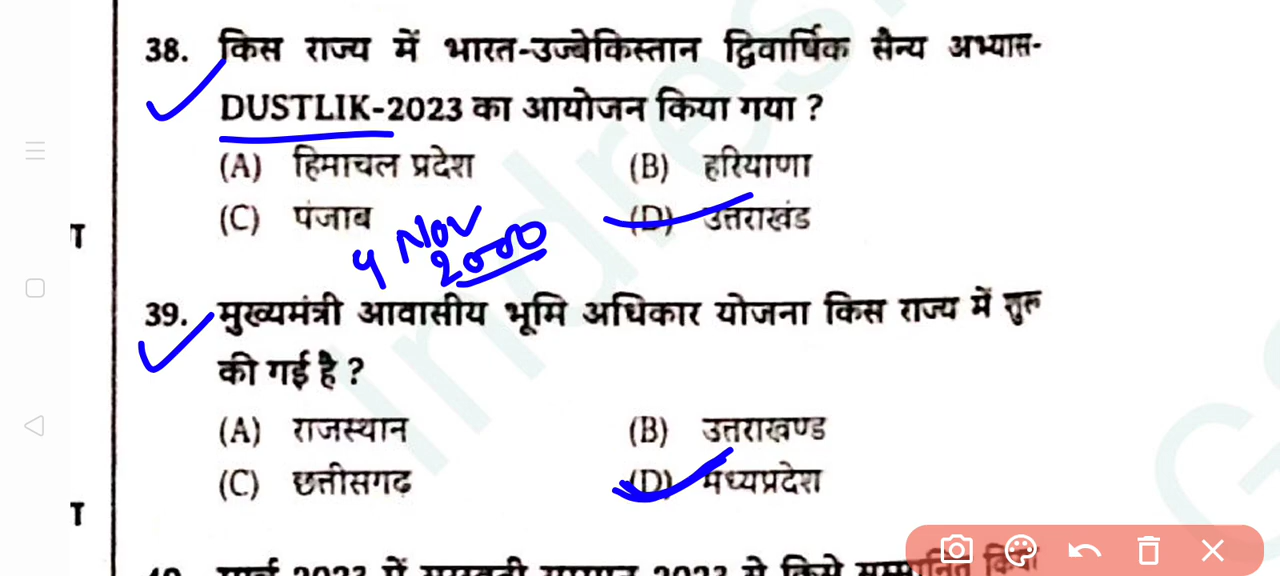 38. किस राज्य में भारत-उज्बेकिस्तान द्विवार्षिक सैन्य अभ्यास-
DUSTLIK-2023 का आयोजन किया गया ?
(A) हिमाचल प्रदेश (B) हरियाणा
(C) पंजाब (D) उत्तराखंड
T
9 Nov
2000
39. मुख्यमंत्री आवासीय भूमि अधिकार योजना किस राज्य में शुरू
की गई है ?
(A) राजस्थान (B) उत्तराखण्ड
(C) छत्तीसगढ़ (D) मध्यप्रदेश
T